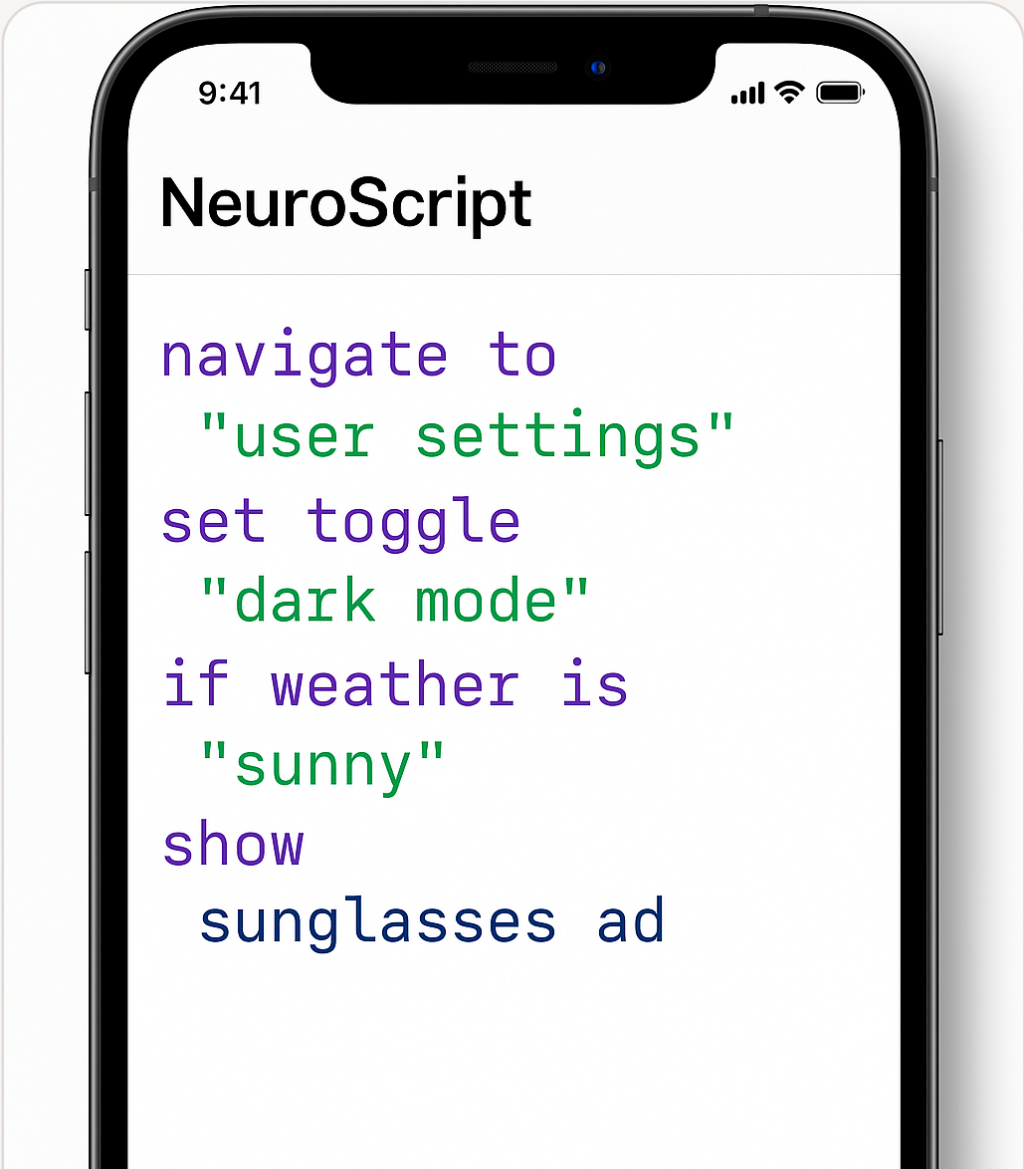 9:41
NeuroScript
navigate to
"user settings"
set toggle
"dark mode"
if weather is
"sunny"
show
sunglasses ad